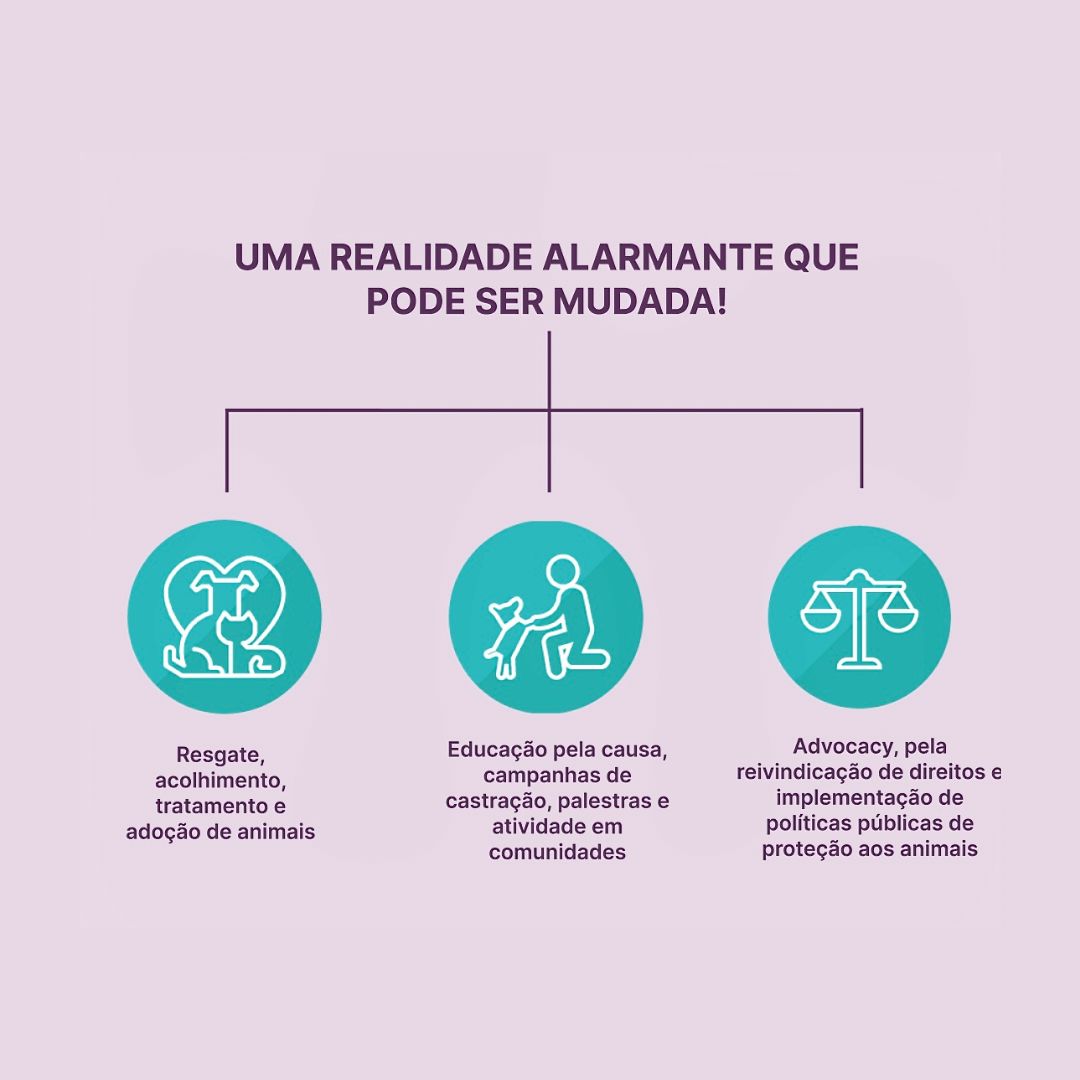 UMA REALIDADE ALARMANTE QUE
PODE SER MUDADA!
Resgate,
acolhimento,
tratamento e
adoção de animais
Educação pela causa,
campanhas de
castração, palestras e
atividade em
comunidades
Advocacy, pela
reivindicação de direitos e
implementação de
políticas públicas de
proteção aos animais